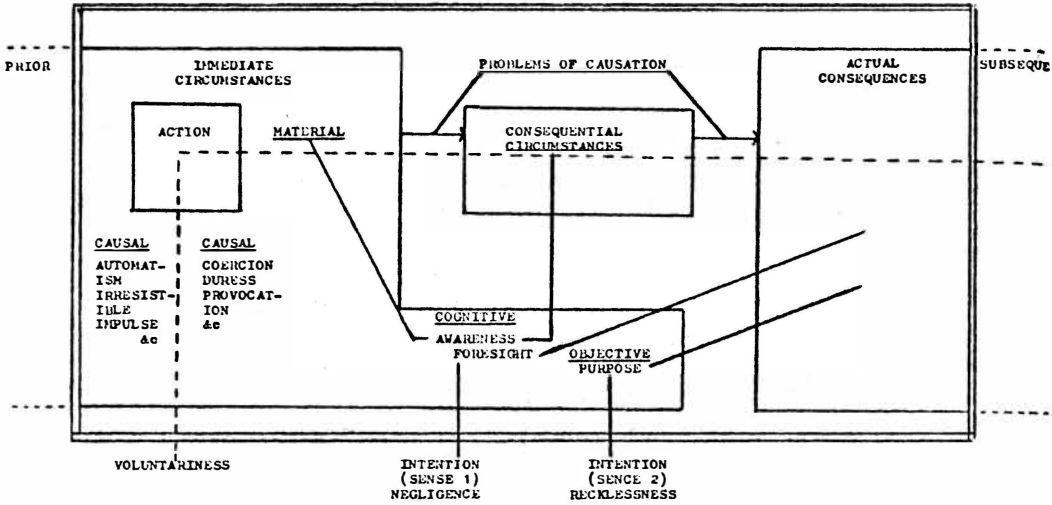 PRIOR
IMMEDIATE
CIRCUMSTANCES
PROBLEMS OF CAUSATION
ACTUAL
CONSEQUENCES
SUBSEQUE
ACTION
MATERIAL
CONSEQUENTIAL
CIRCUMSTANCES
CAUSAL
AUTOMAT-
ISM
IRRESIST-
IBLE
IMPULSE
&c
CAUSAL
COERCION
DURESS
PROVOCAT-
ION
&c
COGNITIVE
AWARENESS
FORESIGHT
OBJECTIVE
PURPOSE
VOLUNTARINESS
INTENTION
(SENSE 1)
NEGLIGENCE
INTENTION
(SENCE 2)
RECKLESSNESS